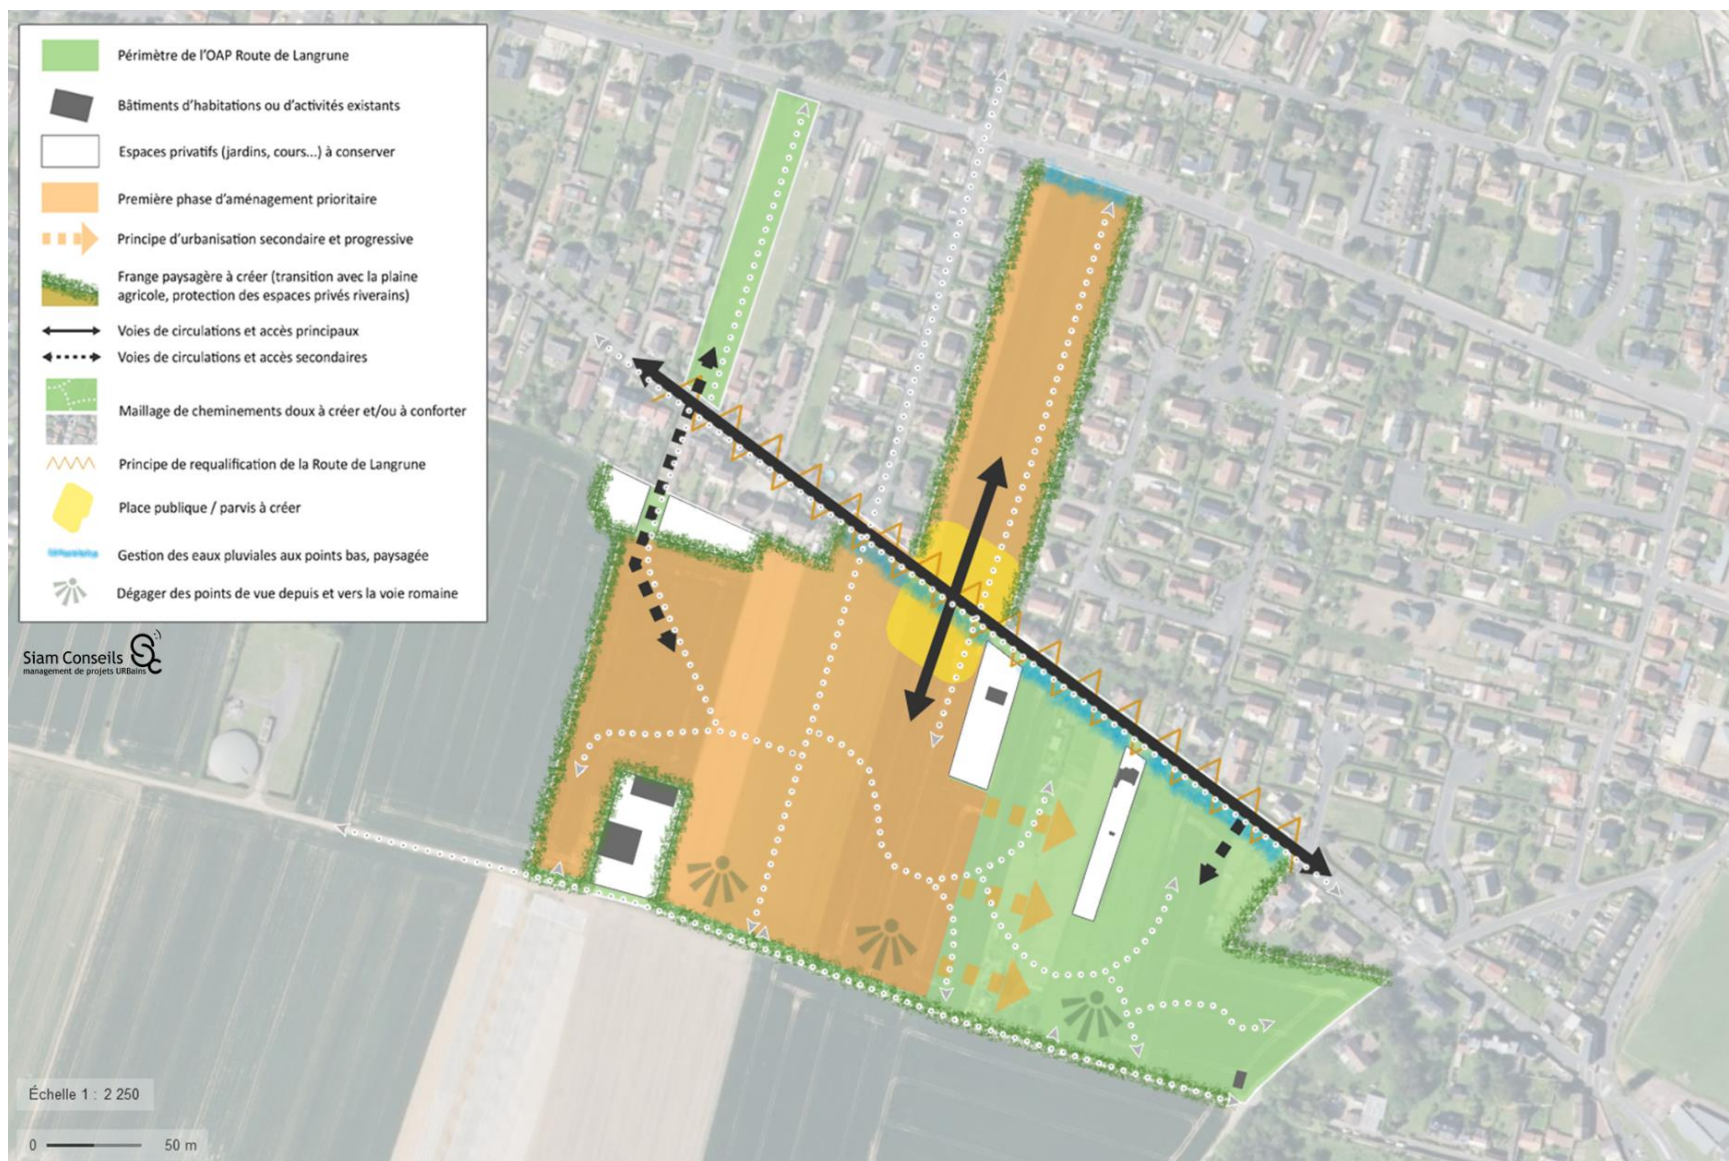 Périmètre de l'OAP Route de Langrune
Bâtiments d'habitations ou d'activités existants
Espaces privatifs (jardins, cours...) à conserver
Première phase d'aménagement prioritaire
Principe d'urbanisation secondaire et progressive
Frange paysagère à créer (transition avec la plaine
agricole, protection des espaces privés riverains)
Voies de circulations et accès principaux
Voies de circulations et accès secondaires
Maillage de cheminements doux à créer et/ou à conforter
Principe de requalification de la Route de Langrune
Place publique / parvis à créer
Gestion des eaux pluviales aux points bas, paysagée
Dégager des points de vue depuis et vers la voie romaine
Siam Conseils
management de projets URBains
Échelle 1 : 2 250
0 50 m